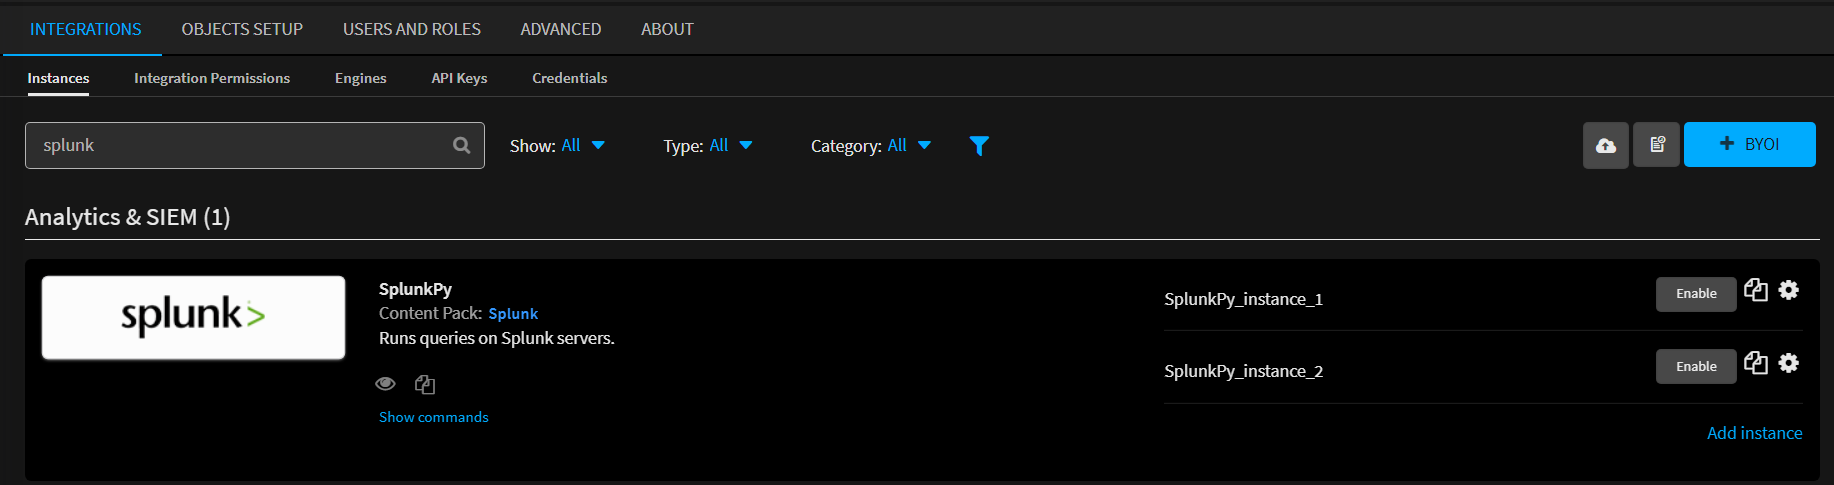 INTEGRATIONS OBJECTS SETUP USERS AND ROLES ADVANCED ABOUT
Instances Integration Permissions Engines API Keys Credentials
splunk Show: All Type: All Category: All BYOI
Analytics & SIEM (1)
splunk>
SplunkPy
Content Pack: Splunk
Runs queries on Splunk servers.
Show commands
SplunkPy_instance_1 Enable
SplunkPy_instance_2 Enable
Add instance